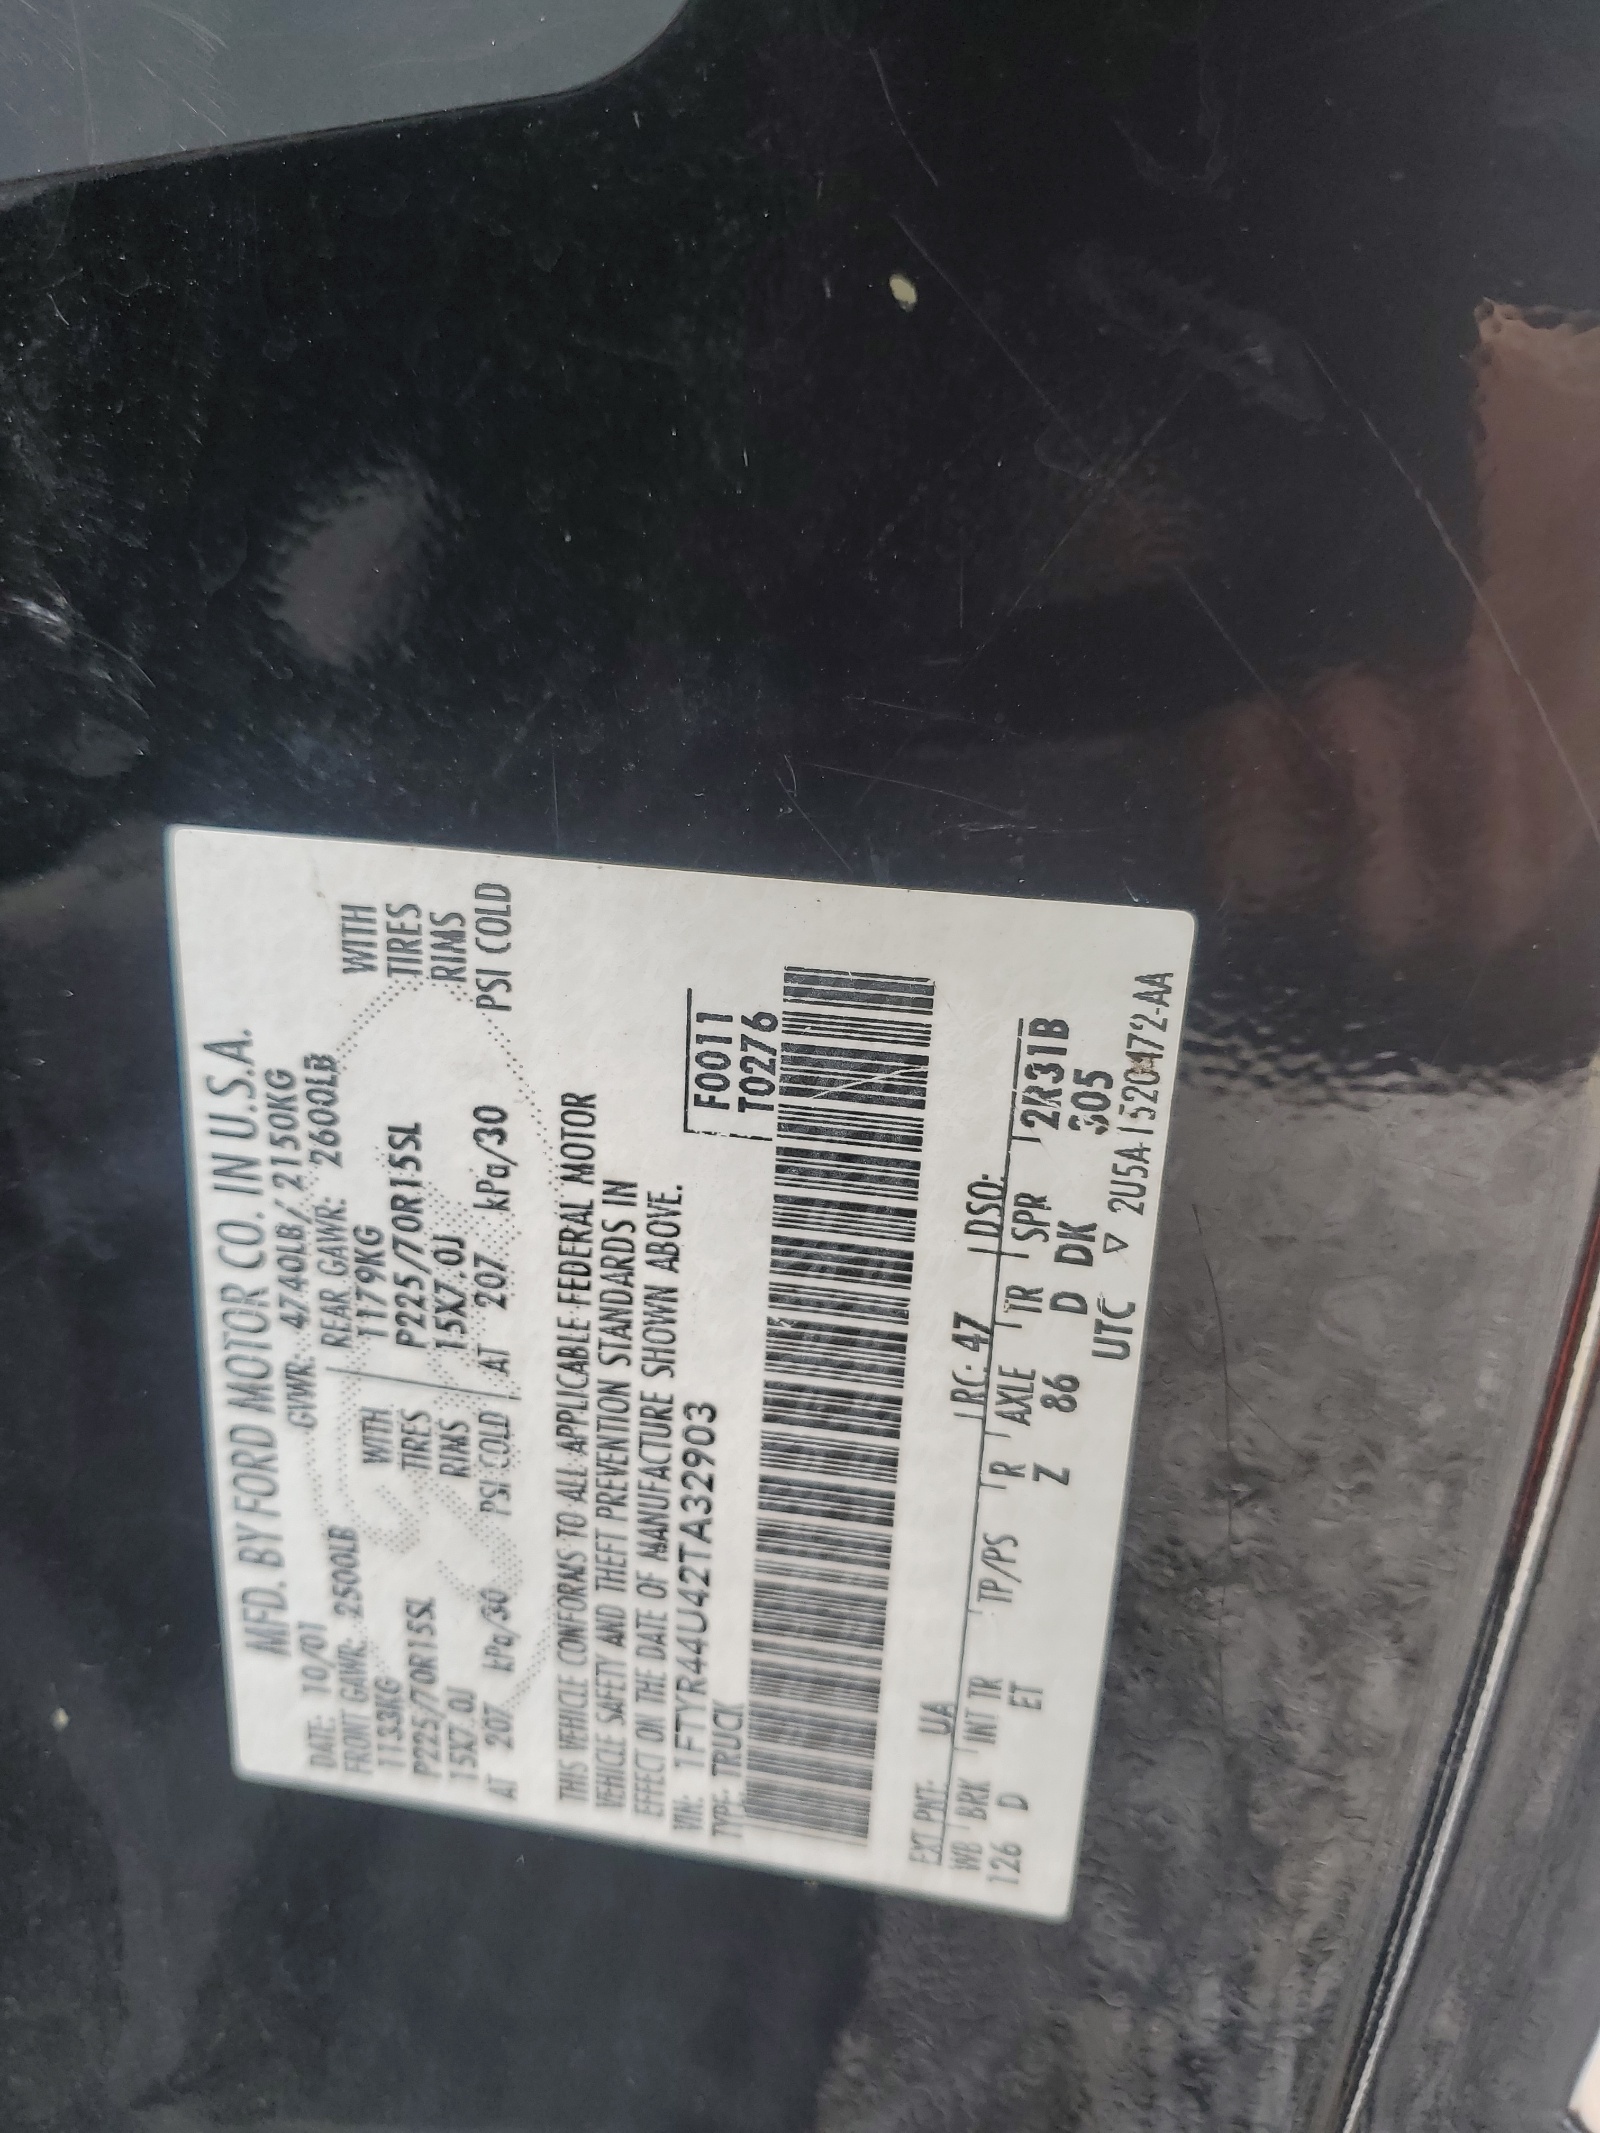 MFD. BY FORD MOTOR CO. IN U.S.A.
DATE: 10/01 GVWR: 4740LB/ 2150KG
FRONT GAWR: 2500LB REAR GAWR: 2600LB
1133KG WITH 1179KG WITH
P225/70R15SL TIRES P225/70R15SL TIRES
15X7.0J RIMS 15X7.0J RIMS
AT 207 kPa/30 PSI COLD AT 207 kPa/30 PSI COLD
THIS VEHICLE CONFORMS TO ALL APPLICABLE FEDERAL MOTOR
VEHICLE SAFETY AND THEFT PREVENTION STANDARDS IN
EFFECT ON THE DATE OF MANUFACTURE SHOWN ABOVE.
VIN: 1FTYR44U42TA32903 F0011
TYPE: TRUCK T0276
EXT PNT: UA RC: 47 DSO:
WB BRK INT TR TP/PS R AXLE TR SPR 2R31B
126 D ET Z 86 D DK 305
UTC ▽ 2U5A-1520472-AA